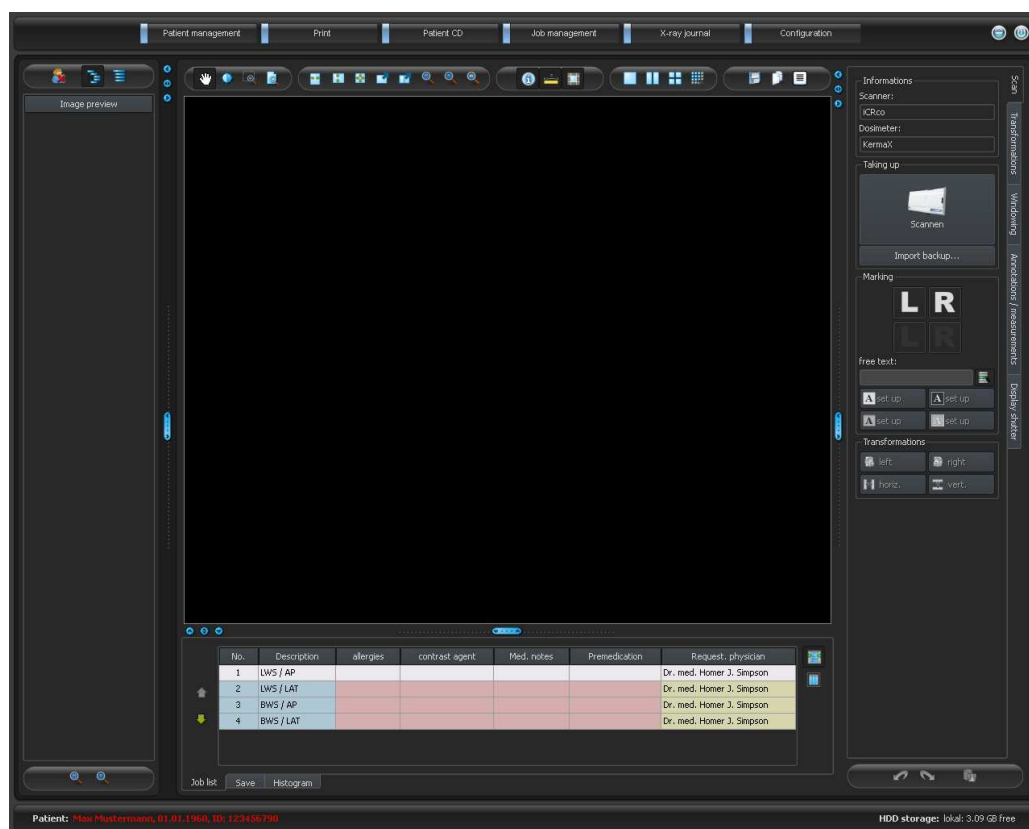 Patient management Print Patient CD Job management X-ray journal Configuration
Image preview
Informations
Scanner:
iCRco
Dosimeter:
KermaX
Taking up
Scannen
Import backup...
Marking
L R
L R
free text:
A set up A set up
A set up A set up
Transformations
left right
horiz. vert.
Scan
Transformations
Windowing
Annotations / measurements
Display shutter
No. Description allergies contrast agent Med. notes Premedication Request. physician
1 LWS / AP Dr. med. Homer J. Simpson
2 LWS / LAT Dr. med. Homer J. Simpson
3 BWS / AP Dr. med. Homer J. Simpson
4 BWS / LAT Dr. med. Homer J. Simpson
Job list Save Histogram
Patient: Max Mustermann, 01.01.1960, ID: 123456790 HDD storage: lokal: 3.09 GB free